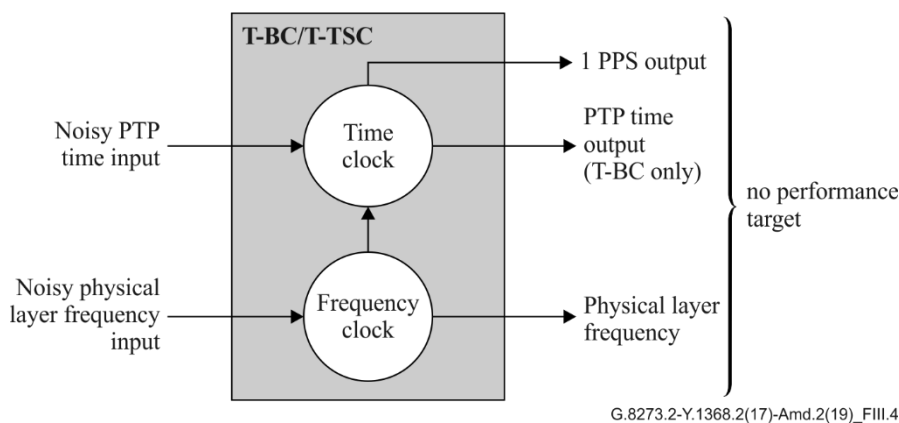 T-BC/T-TSC
1 PPS output
Noisy PTP
time input
Time
clock
PTP time
output
(T-BC only)
no performance
target
Noisy physical
layer frequency
input
Frequency
clock
Physical layer
frequency
G.8273.2-Y.1368.2(17)-Amd.2(19)_FIII.4